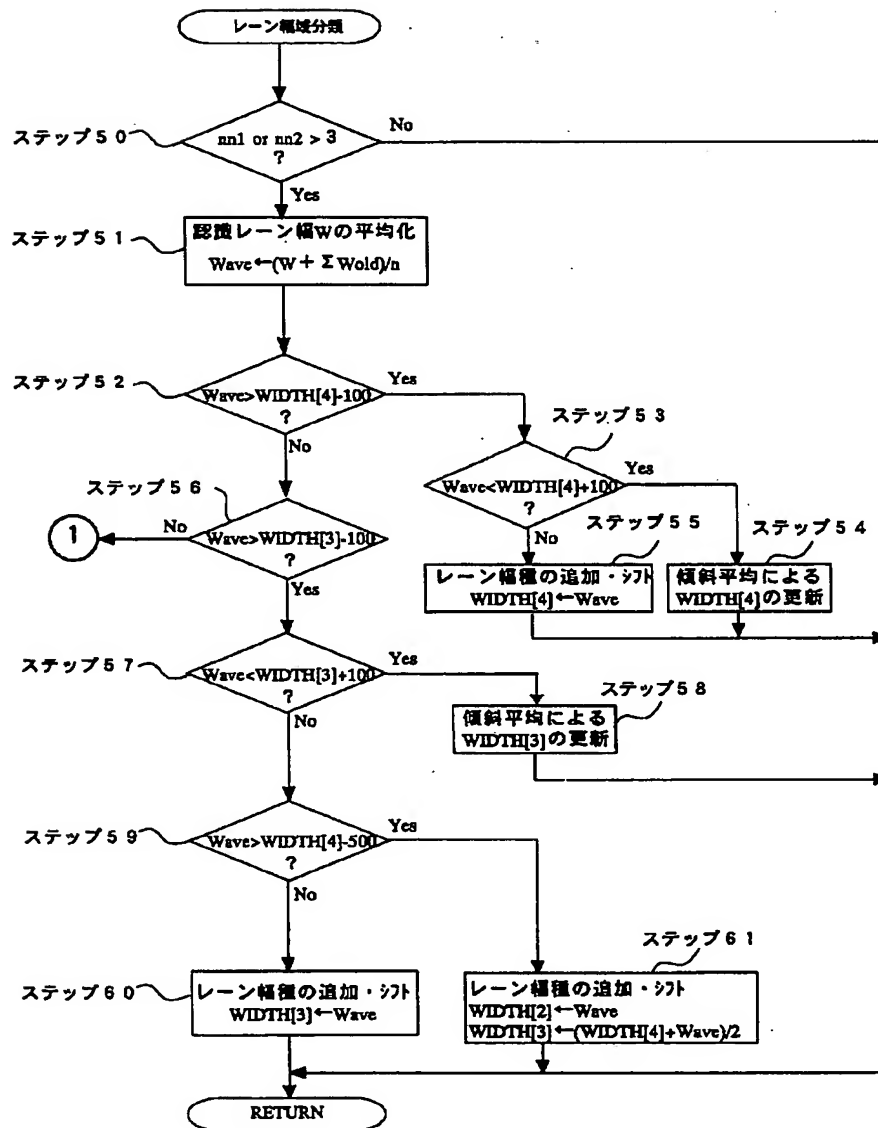 レーン幅域分類
ステップ50
nn1 or nn2 > 3
?
No
Yes
ステップ51
認識レーン幅Wの平均化
Wave←(W + Σ Wold)/n
ステップ52
Wave>WIDTH[4]-100
?
Yes
No
ステップ53
Wave<WIDTH[4]+100
?
Yes
No
ステップ56
Wave>WIDTH[3]-100
?
No
1
Yes
ステップ55
レーン幅種の追加・シフト
WIDTH[4]←Wave
ステップ54
傾斜平均による
WIDTH[4]の更新
ステップ57
Wave<WIDTH[3]+100
?
Yes
No
ステップ58
傾斜平均による
WIDTH[3]の更新
ステップ59
Wave>WIDTH[4]-500
?
Yes
No
ステップ60
レーン幅種の追加・シフト
WIDTH[3]←Wave
ステップ61
レーン幅種の追加・シフト
WIDTH[2]←Wave
WIDTH[3]←(WIDTH[4]+Wave)/2
RETURN